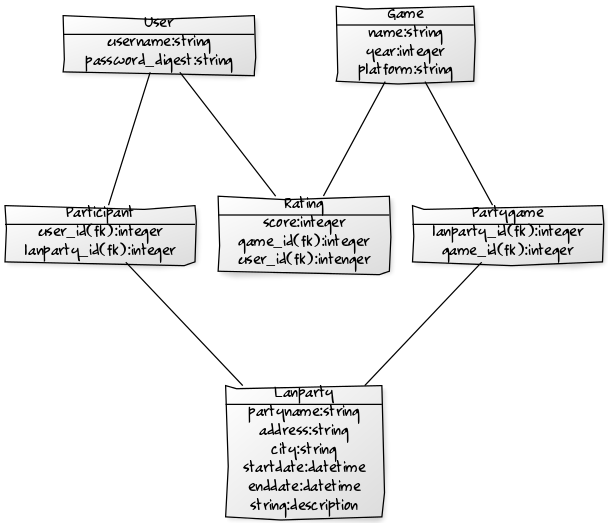 User
username:string
password_digest:string
Game
name:string
year:integer
platform:string
Participant
user_id(fk):integer
lanparty_id(fk):integer
Rating
score:integer
game_id(fk):integer
user_id(fk):intenger
Partygame
lanparty_id(fk):integer
game_id(fk):integer
Lanparty
partyname:string
address:string
city:string
startdate:datetime
enddate:datetime
string:description